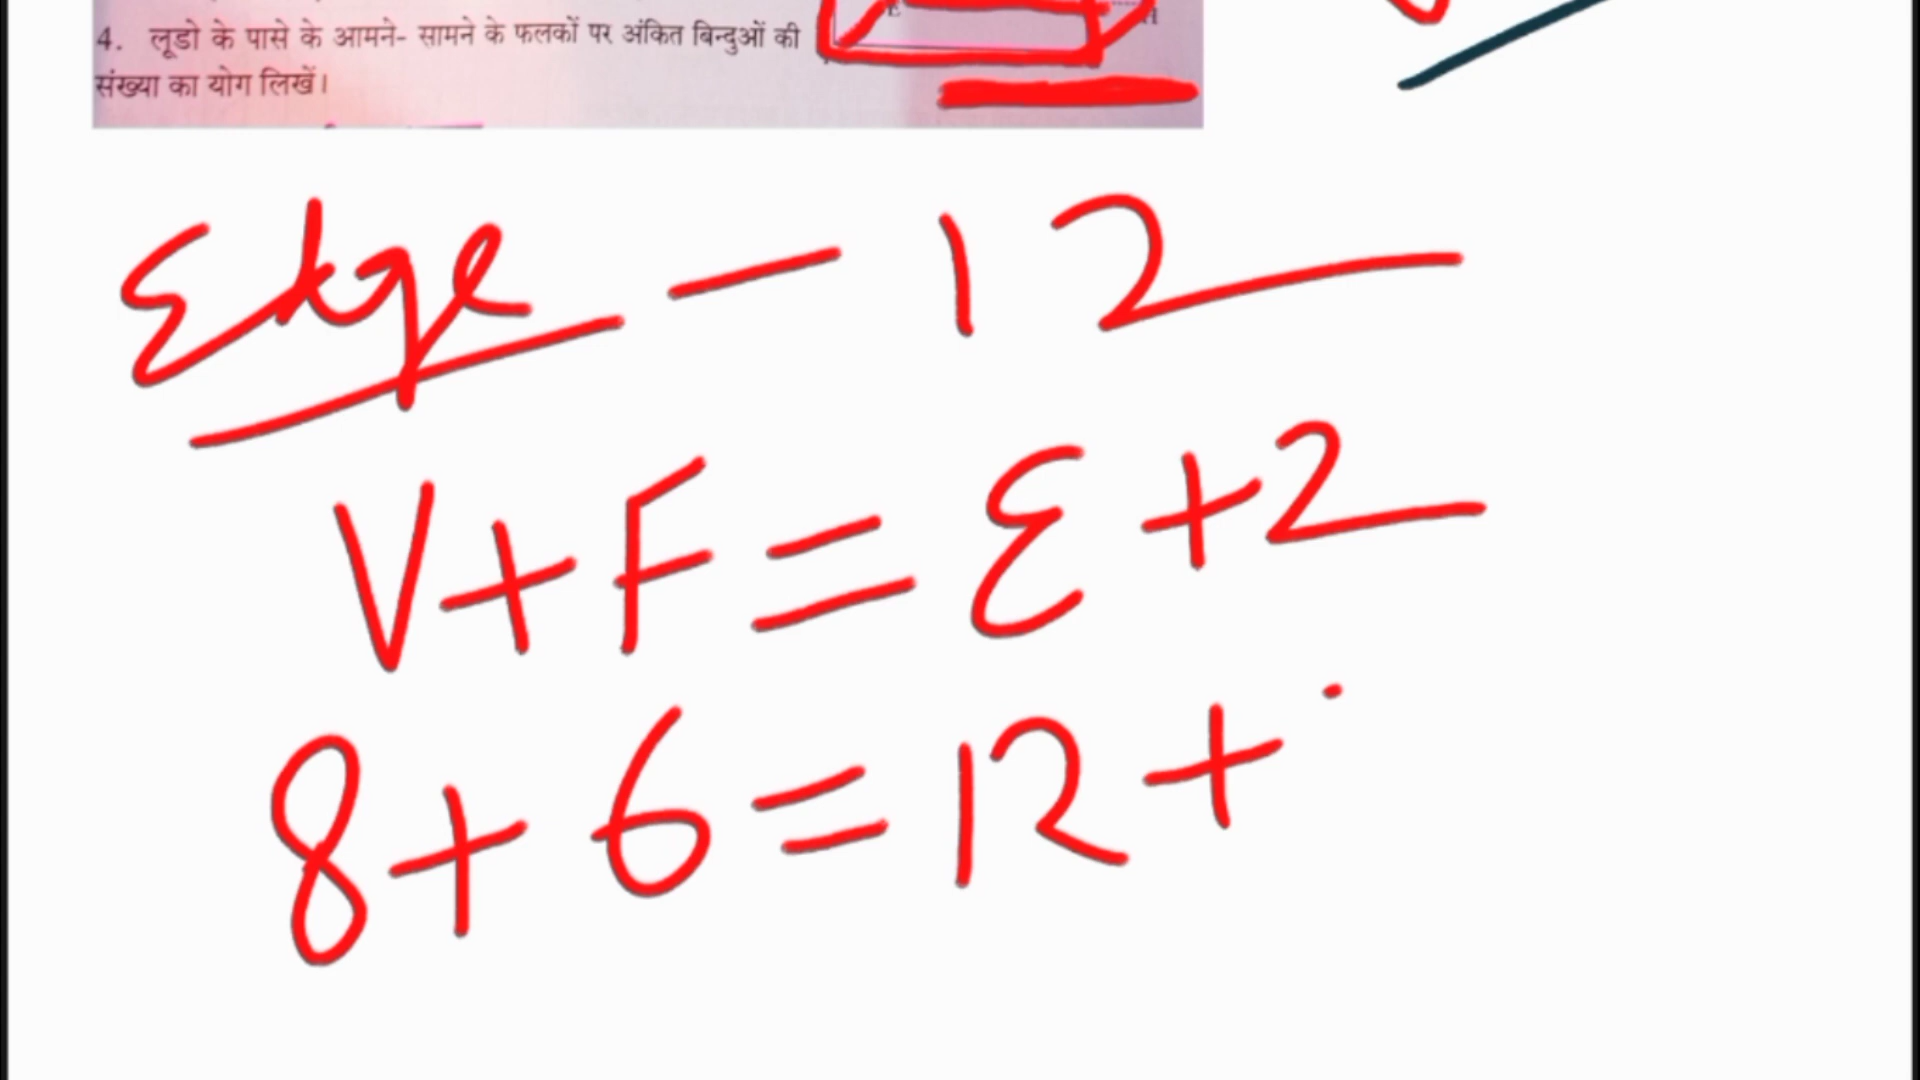 4. लूडो के पासे के आमने- सामने के फलकों पर अंकित बिन्दुओं की
संख्या का योग लिखें।
E
H
Edge - 12
V+F=E+2
8+6=12+